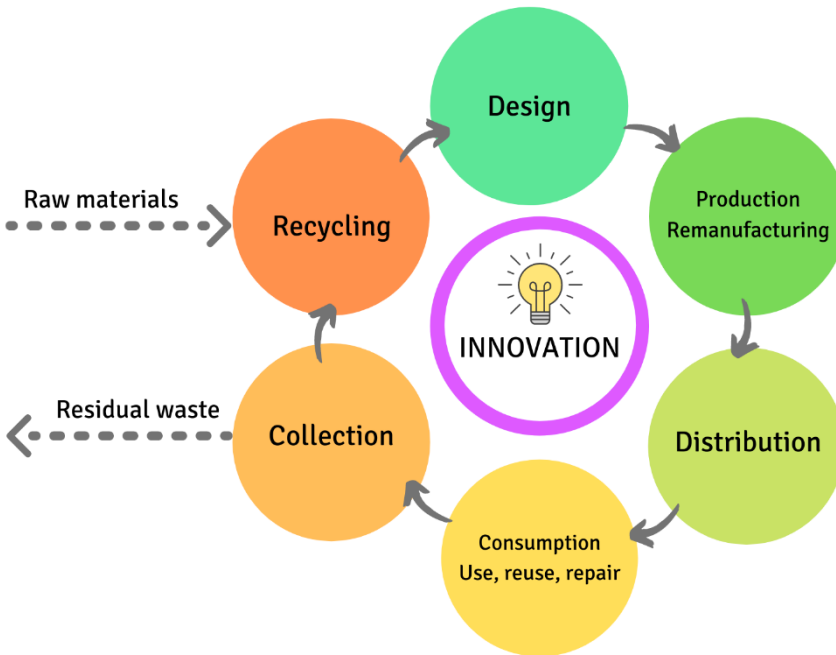 Design
Production
Remanufacturing
Raw materials
Recycling
INNOVATION
Residual waste
Collection
Distribution
Consumption
Use, reuse, repair